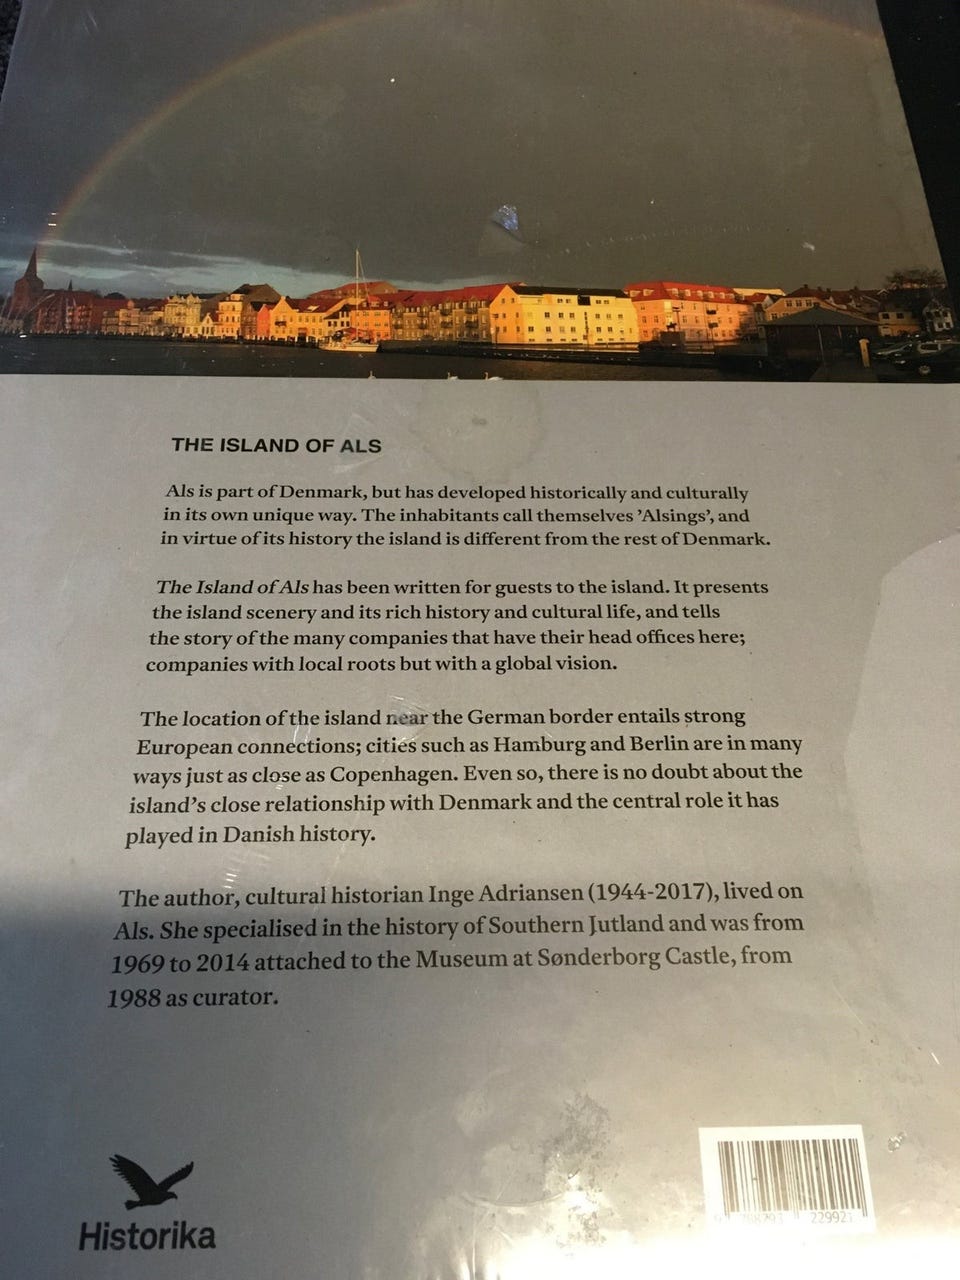 THE ISLAND OF ALS
Als is part of Denmark, but has developed historically and culturally
in its own unique way. The inhabitants call themselves ’Alsings’, and
in virtue of its history the island is different from the rest of Denmark.
The Island of Als has been written for guests to the island. It presents
the island scenery and its rich history and cultural life, and tells
the story of the many companies that have their head offices here;
companies with local roots but with a global vision.
The location of the island near the German border entails strong
European connections; cities such as Hamburg and Berlin are in many
ways just as close as Copenhagen. Even so, there is no doubt about the
island’s close relationship with Denmark and the central role it has
played in Danish history.
The author, cultural historian Inge Adriansen (1944-2017), lived on
Als. She specialised in the history of Southern Jutland and was from
1969 to 2014 attached to the Museum at Sønderborg Castle, from
1988 as curator.
Historika